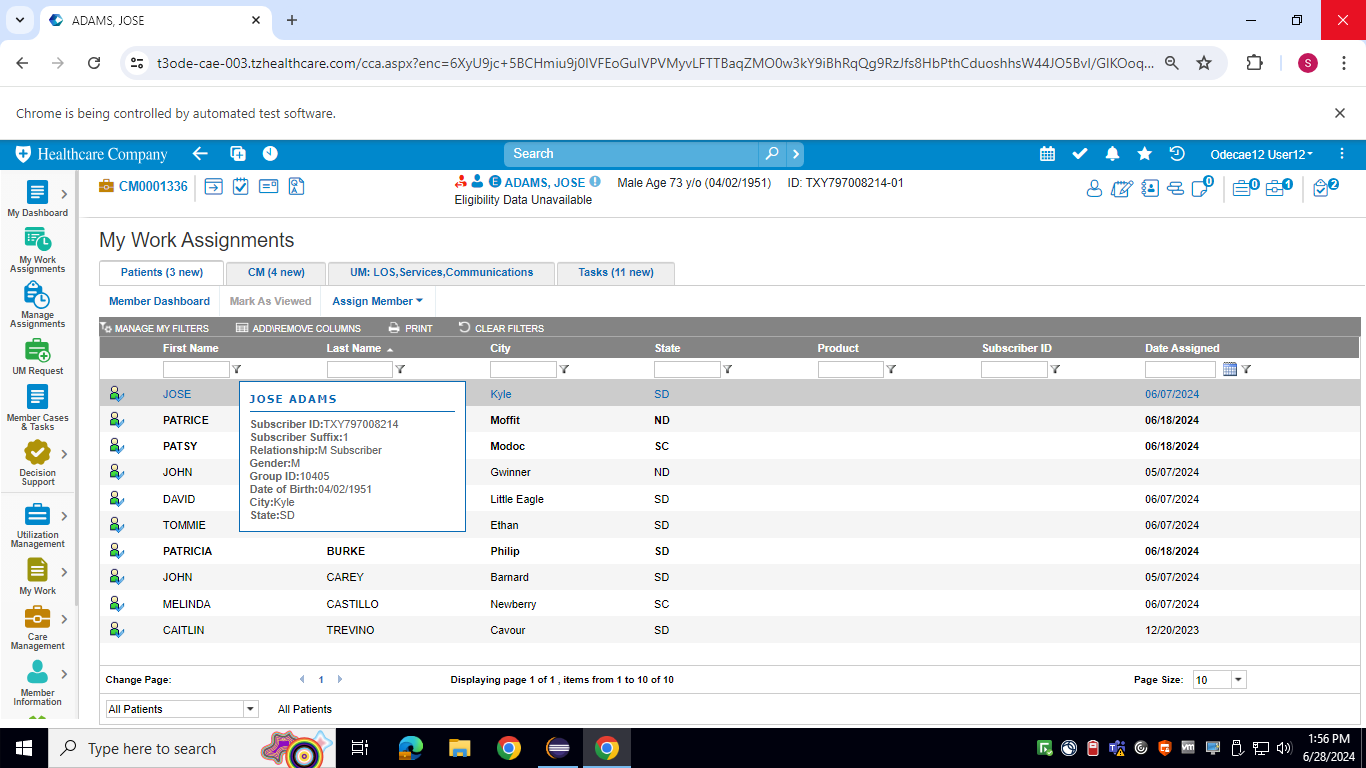 ADAMS, JOSE
t3ode-cae-003.tzhealthcare.com/cca.aspx?enc=6XyU9jc+5BCHmiu9j0IVFEoGuIVPVMyvLFTTBaqZMO0w3kY9iBhRqQg9RzJfs8HbPthCduoshhsW44JO5BvI/GIKOoq...
S
Chrome is being controlled by automated test software.
Healthcare Company
Search
Odecae12 User12
CM0001336
E ADAMS, JOSE
Male Age 73 y/o (04/02/1951)
ID: TXY797008214-01
Eligibility Data Unavailable
0
0
1
2
My Dashboard
My Work Assignments
Manage Assignments
UM Request
Member Cases & Tasks
Decision Support
Utilization Management
My Work
Care Management
Member Information
My Work Assignments
Patients (3 new)
CM (4 new)
UM: LOS,Services,Communications
Tasks (11 new)
Member Dashboard
Mark As Viewed
Assign Member
MANAGE MY FILTERS
ADD\REMOVE COLUMNS
PRINT
CLEAR FILTERS
First Name Last Name City State Product Subscriber ID Date Assigned
JOSE Kyle SD 06/07/2024
PATRICE Moffit ND 06/18/2024
PATSY Modoc SC 06/18/2024
JOHN Gwinner ND 05/07/2024
DAVID Little Eagle SD 06/07/2024
TOMMIE Ethan SD 06/07/2024
PATRICIA BURKE Philip SD 06/18/2024
JOHN CAREY Barnard SD 05/07/2024
MELINDA CASTILLO Newberry SC 06/07/2024
CAITLIN TREVINO Cavour SD 12/20/2023
JOSE ADAMS
Subscriber ID:TXY797008214
Subscriber Suffix:1
Relationship:M Subscriber
Gender:M
Group ID:10405
Date of Birth:04/02/1951
City:Kyle
State:SD
Change Page:
1
Displaying page 1 of 1 , items from 1 to 10 of 10
Page Size: 10
All Patients
All Patients
Type here to search
1:56 PM
6/28/2024